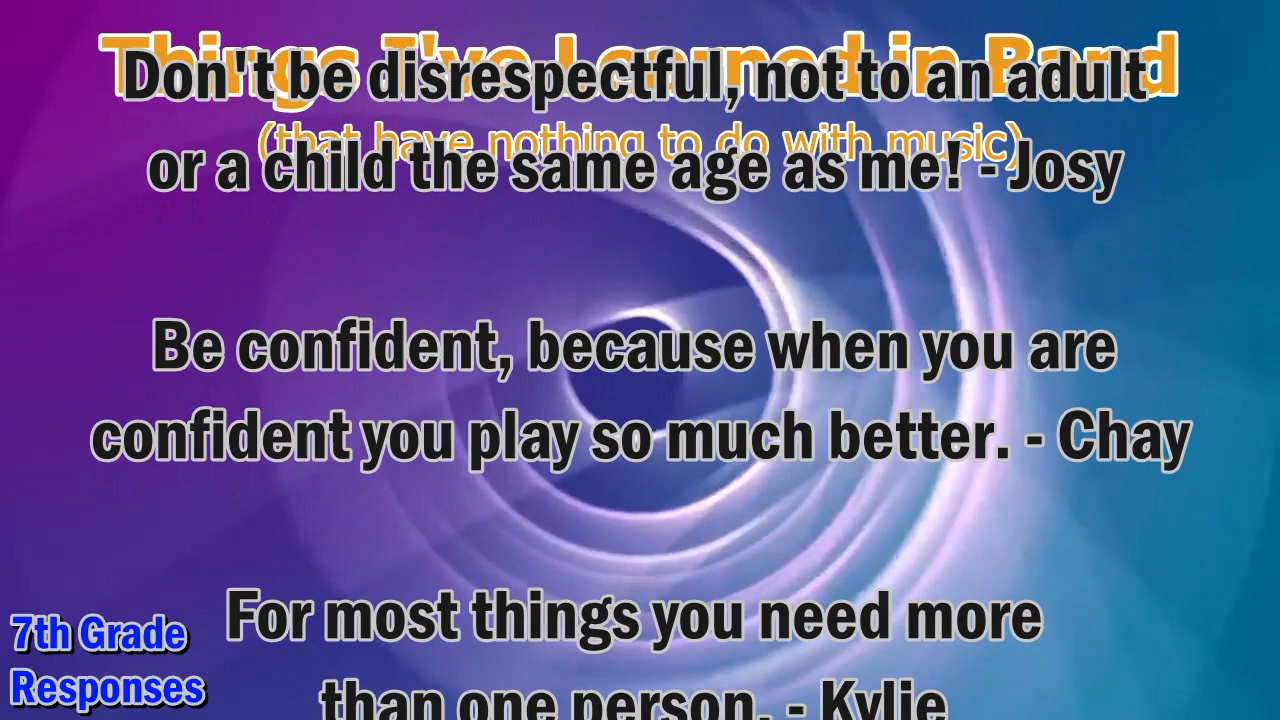 Things I've Learned in Band
(that have nothing to do with music)
Don't be disrespectful, not to an adult
or a child the same age as me! - Josy
Be confident, because when you are
confident you play so much better. - Chay
For most things you need more
than one person. - Kylie
7th Grade
Responses